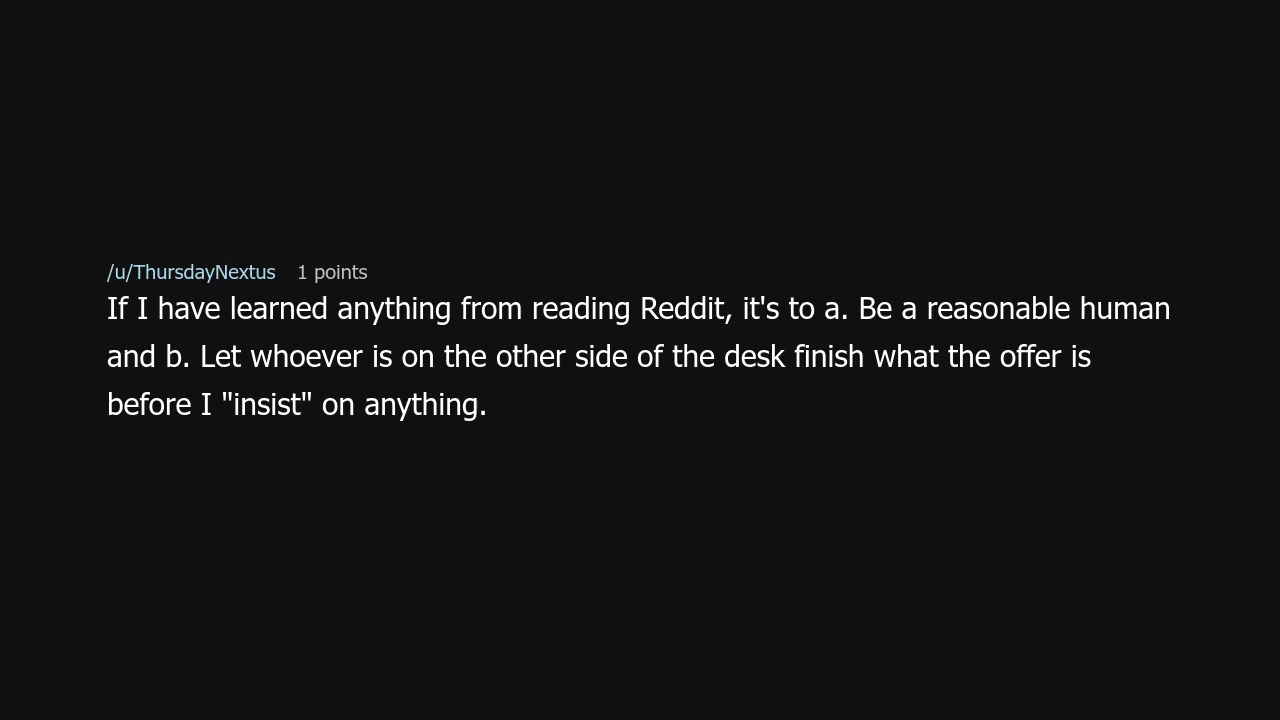 /u/ThursdayNextus 1 points
If I have learned anything from reading Reddit, it's to a. Be a reasonable human
and b. Let whoever is on the other side of the desk finish what the offer is
before I "insist" on anything.